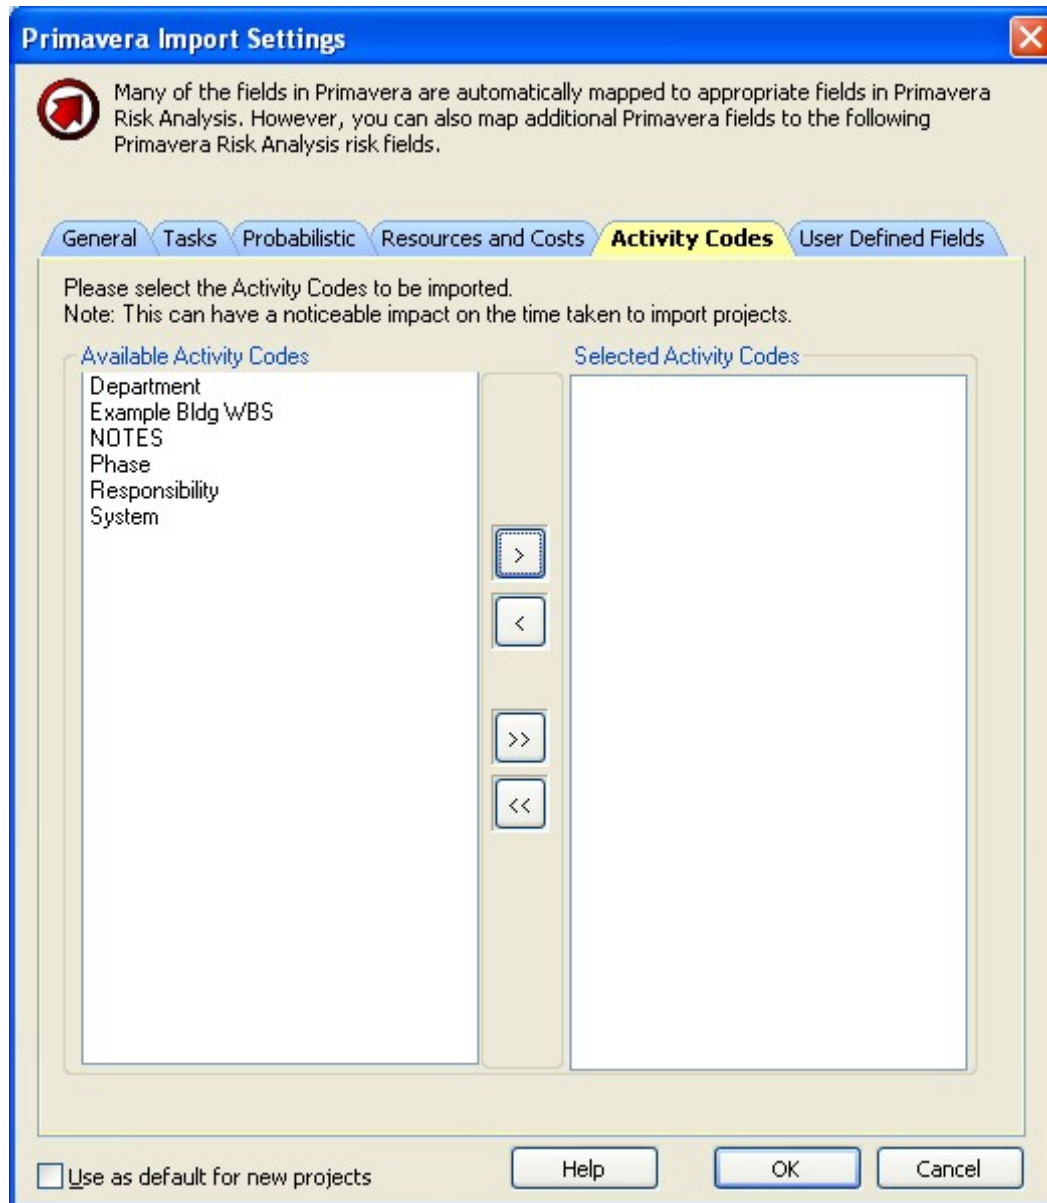 Primavera Import Settings
Many of the fields in Primavera are automatically mapped to appropriate fields in Primavera
Risk Analysis. However, you can also map additional Primavera fields to the following
Primavera Risk Analysis risk fields.
General Tasks Probabilistic Resources and Costs Activity Codes User Defined Fields
Please select the Activity Codes to be imported.
Note: This can have a noticeable impact on the time taken to import projects.
Available Activity Codes
Department
Example Bldg WBS
NOTES
Phase
Responsibility
System
>
<
>>
<<
Selected Activity Codes
Use as default for new projects
Help
OK
Cancel